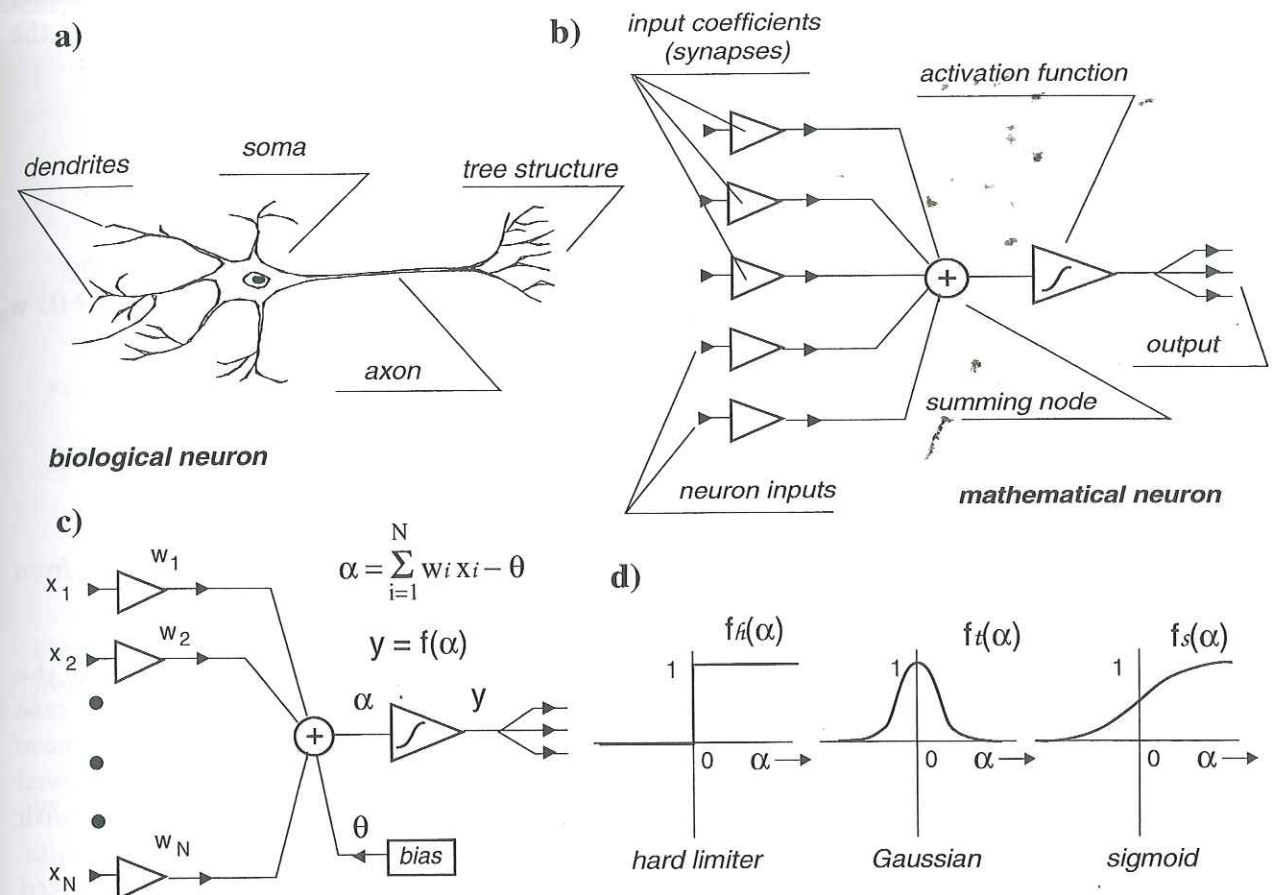 a)
dendrites
soma
tree structure
axon
biological neuron
b)
input coefficients
(synapses)
activation function
output
summing node
neuron inputs
mathematical neuron
c)
x1
w1
x2
w2
xN
wN
α = Σ wi xi – θ
N
i=1
y = f(α)
α
y
θ
bias
d)
fh(α)
1
0
α
hard limiter
ft(α)
1
0
α
Gaussian
fs(α)
1
0
α
sigmoid